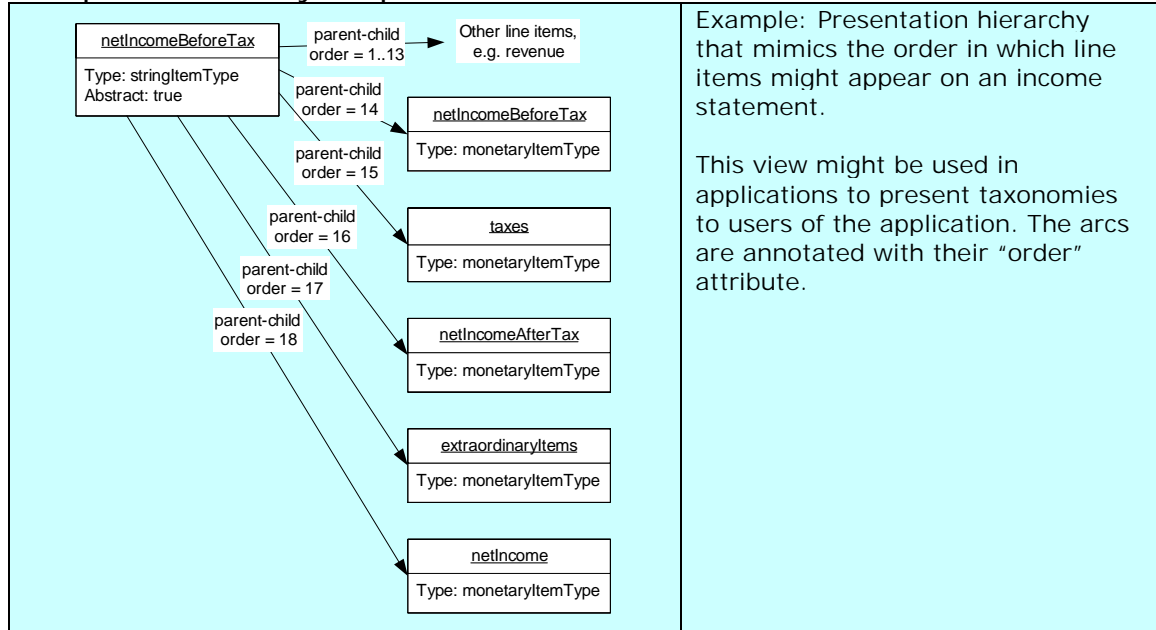 netIncomeBeforeTax
Type: stringItemType
Abstract: true
parent-child
order = 1..13
Other line items,
e.g. revenue
parent-child
order = 14
netIncomeBeforeTax
Type: monetaryItemType
parent-child
order = 15
taxes
Type: monetaryItemType
parent-child
order = 16
netIncomeAfterTax
Type: monetaryItemType
parent-child
order = 17
extraordinaryItems
Type: monetaryItemType
parent-child
order = 18
netIncome
Type: monetaryItemType
Example: Presentation hierarchy
that mimics the order in which line
items might appear on an income
statement.
This view might be used in
applications to present taxonomies
to users of the application. The arcs
are annotated with their “order”
attribute.